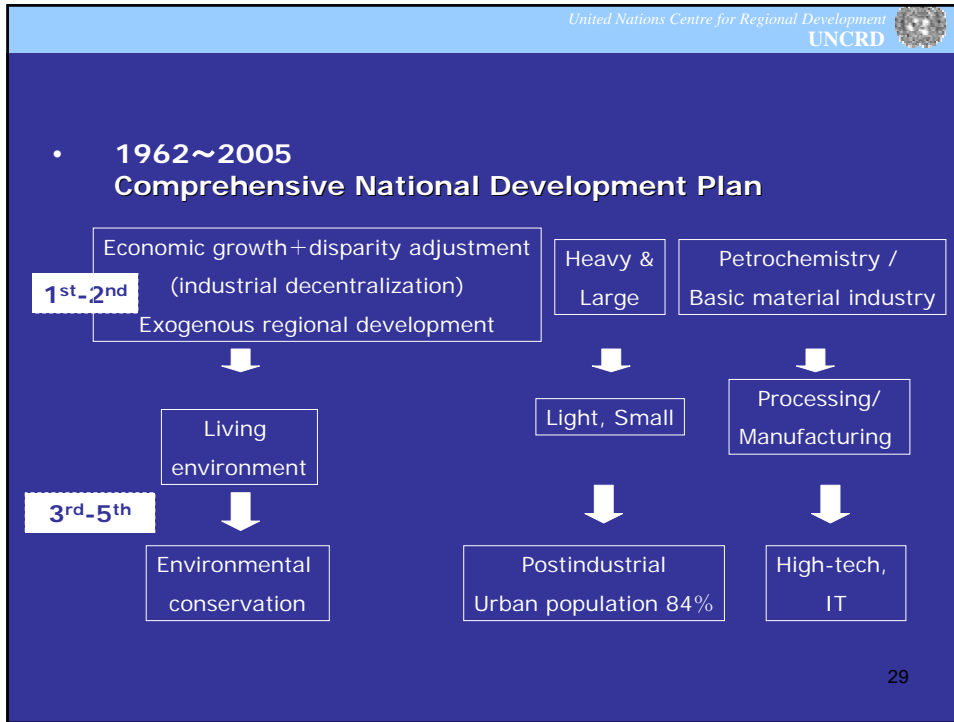 United Nations Centre for Regional Development
UNCRD
• 1962～2005
Comprehensive National Development Plan
1st-2nd
Economic growth＋disparity adjustment
(industrial decentralization)
Exogenous regional development
Heavy &
Large
Petrochemistry /
Basic material industry
Living
environment
Light, Small
Processing/
Manufacturing
3rd-5th
Environmental
conservation
Postindustrial
Urban population 84%
High-tech,
IT
29